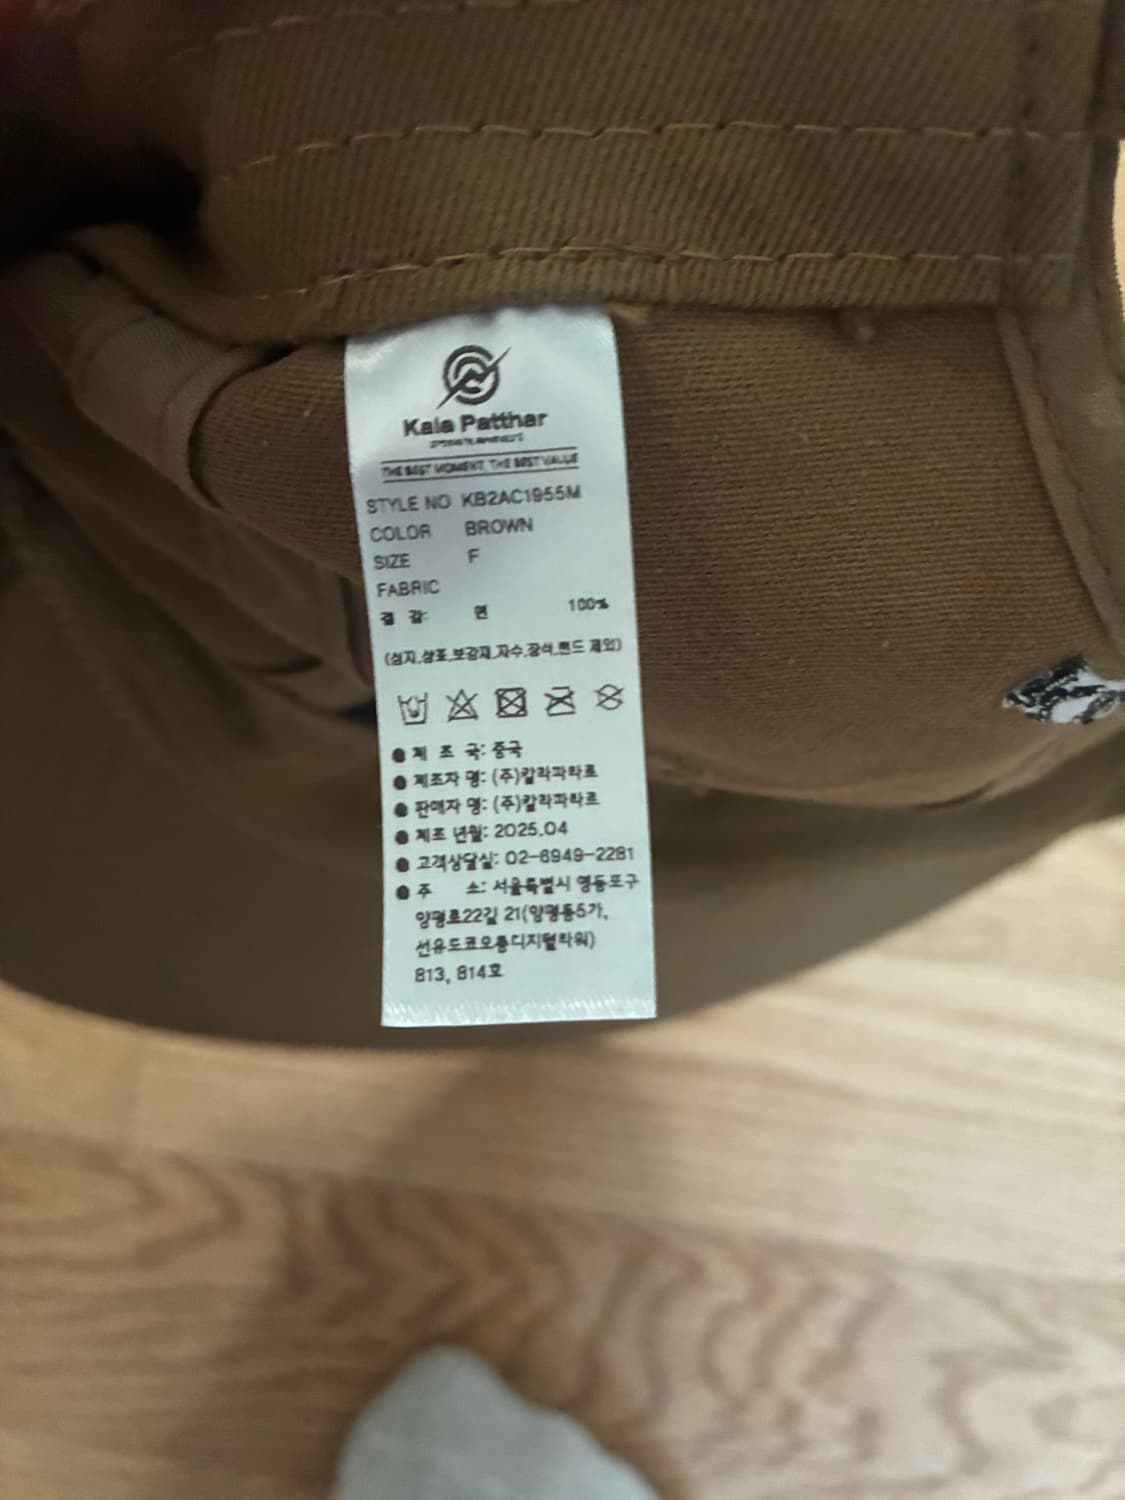 Kala Patthar
THE BEST MOMENT, THE BEST VALUE
STYLE NO KB2AC1955M
COLOR BROWN
SIZE F
FABRIC
겉 감: 면 100%
(심지,상표,보강재,자수,장식,밴드 제외)
● 제 조 국: 중국
● 제조자 명: (주)칼라파타르
● 판매자 명: (주)칼라파타르
● 제조 년월: 2025.04
● 고객상담실: 02-6949-2281
● 주 소: 서울특별시 영등포구
양평로22길 21(양평동5가,
선유도코오롱디지털타워)
813, 814호